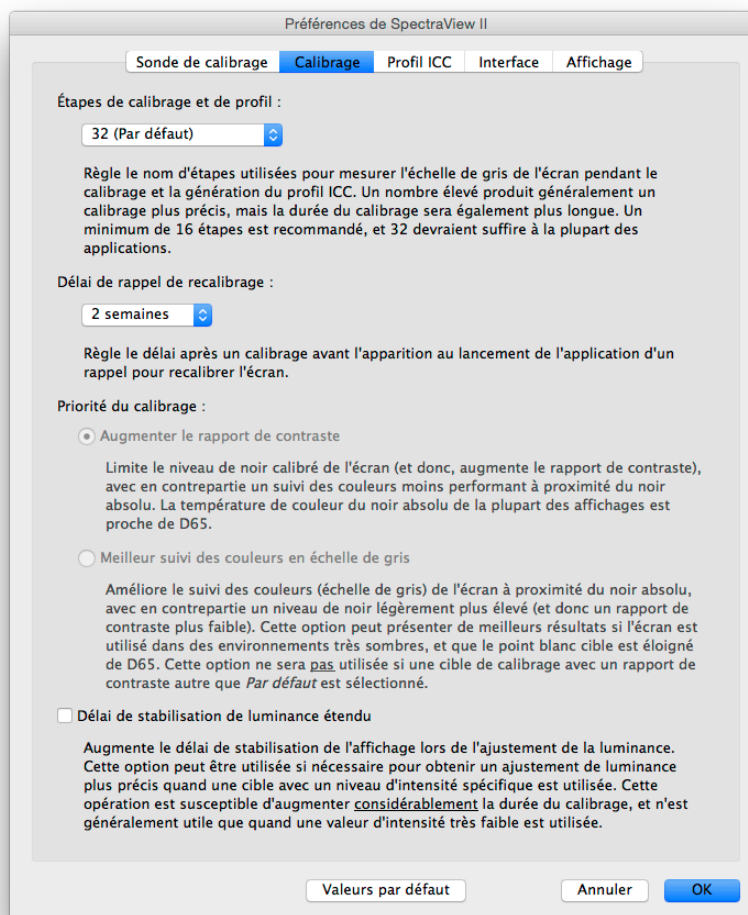 Préférences de SpectraView II
Sonde de calibrage
Calibrage
Profil ICC
Interface
Affichage
Étapes de calibrage et de profil :
32 (Par défaut)
Règle le nom d'étapes utilisées pour mesurer l'échelle de gris de l'écran pendant le
calibrage et la génération du profil ICC. Un nombre élevé produit généralement un
calibrage plus précis, mais la durée du calibrage sera également plus longue. Un
minimum de 16 étapes est recommandé, et 32 devraient suffire à la plupart des
applications.
Délai de rappel de recalibrage :
2 semaines
Règle le délai après un calibrage avant l'apparition au lancement de l'application d'un
rappel pour recalibrer l'écran.
Priorité du calibrage :
Augmenter le rapport de contraste
Limite le niveau de noir calibré de l'écran (et donc, augmente le rapport de contraste),
avec en contrepartie un suivi des couleurs moins performant à proximité du noir
absolu. La température de couleur du noir absolu de la plupart des affichages est
proche de D65.
Meilleur suivi des couleurs en échelle de gris
Améliore le suivi des couleurs (échelle de gris) de l'écran à proximité du noir absolu,
avec en contrepartie un niveau de noir légèrement plus élevé (et donc un rapport de
contraste plus faible). Cette option peut présenter de meilleurs résultats si l'écran est
utilisé dans des environnements très sombres, et que le point blanc cible est éloigné
de D65. Cette option ne sera pas utilisée si une cible de calibrage avec un rapport de
contraste autre que Par défaut est sélectionné.
Délai de stabilisation de luminance étendu
Augmente le délai de stabilisation de l'affichage lors de l'ajustement de la luminance.
Cette option peut être utilisée si nécessaire pour obtenir un ajustement de luminance
plus précis quand une cible avec un niveau d'intensité spécifique est utilisée. Cette
opération est susceptible d'augmenter considérablement la durée du calibrage, et n'est
généralement utile que quand une valeur d'intensité très faible est utilisée.
Valeurs par défaut
Annuler
OK